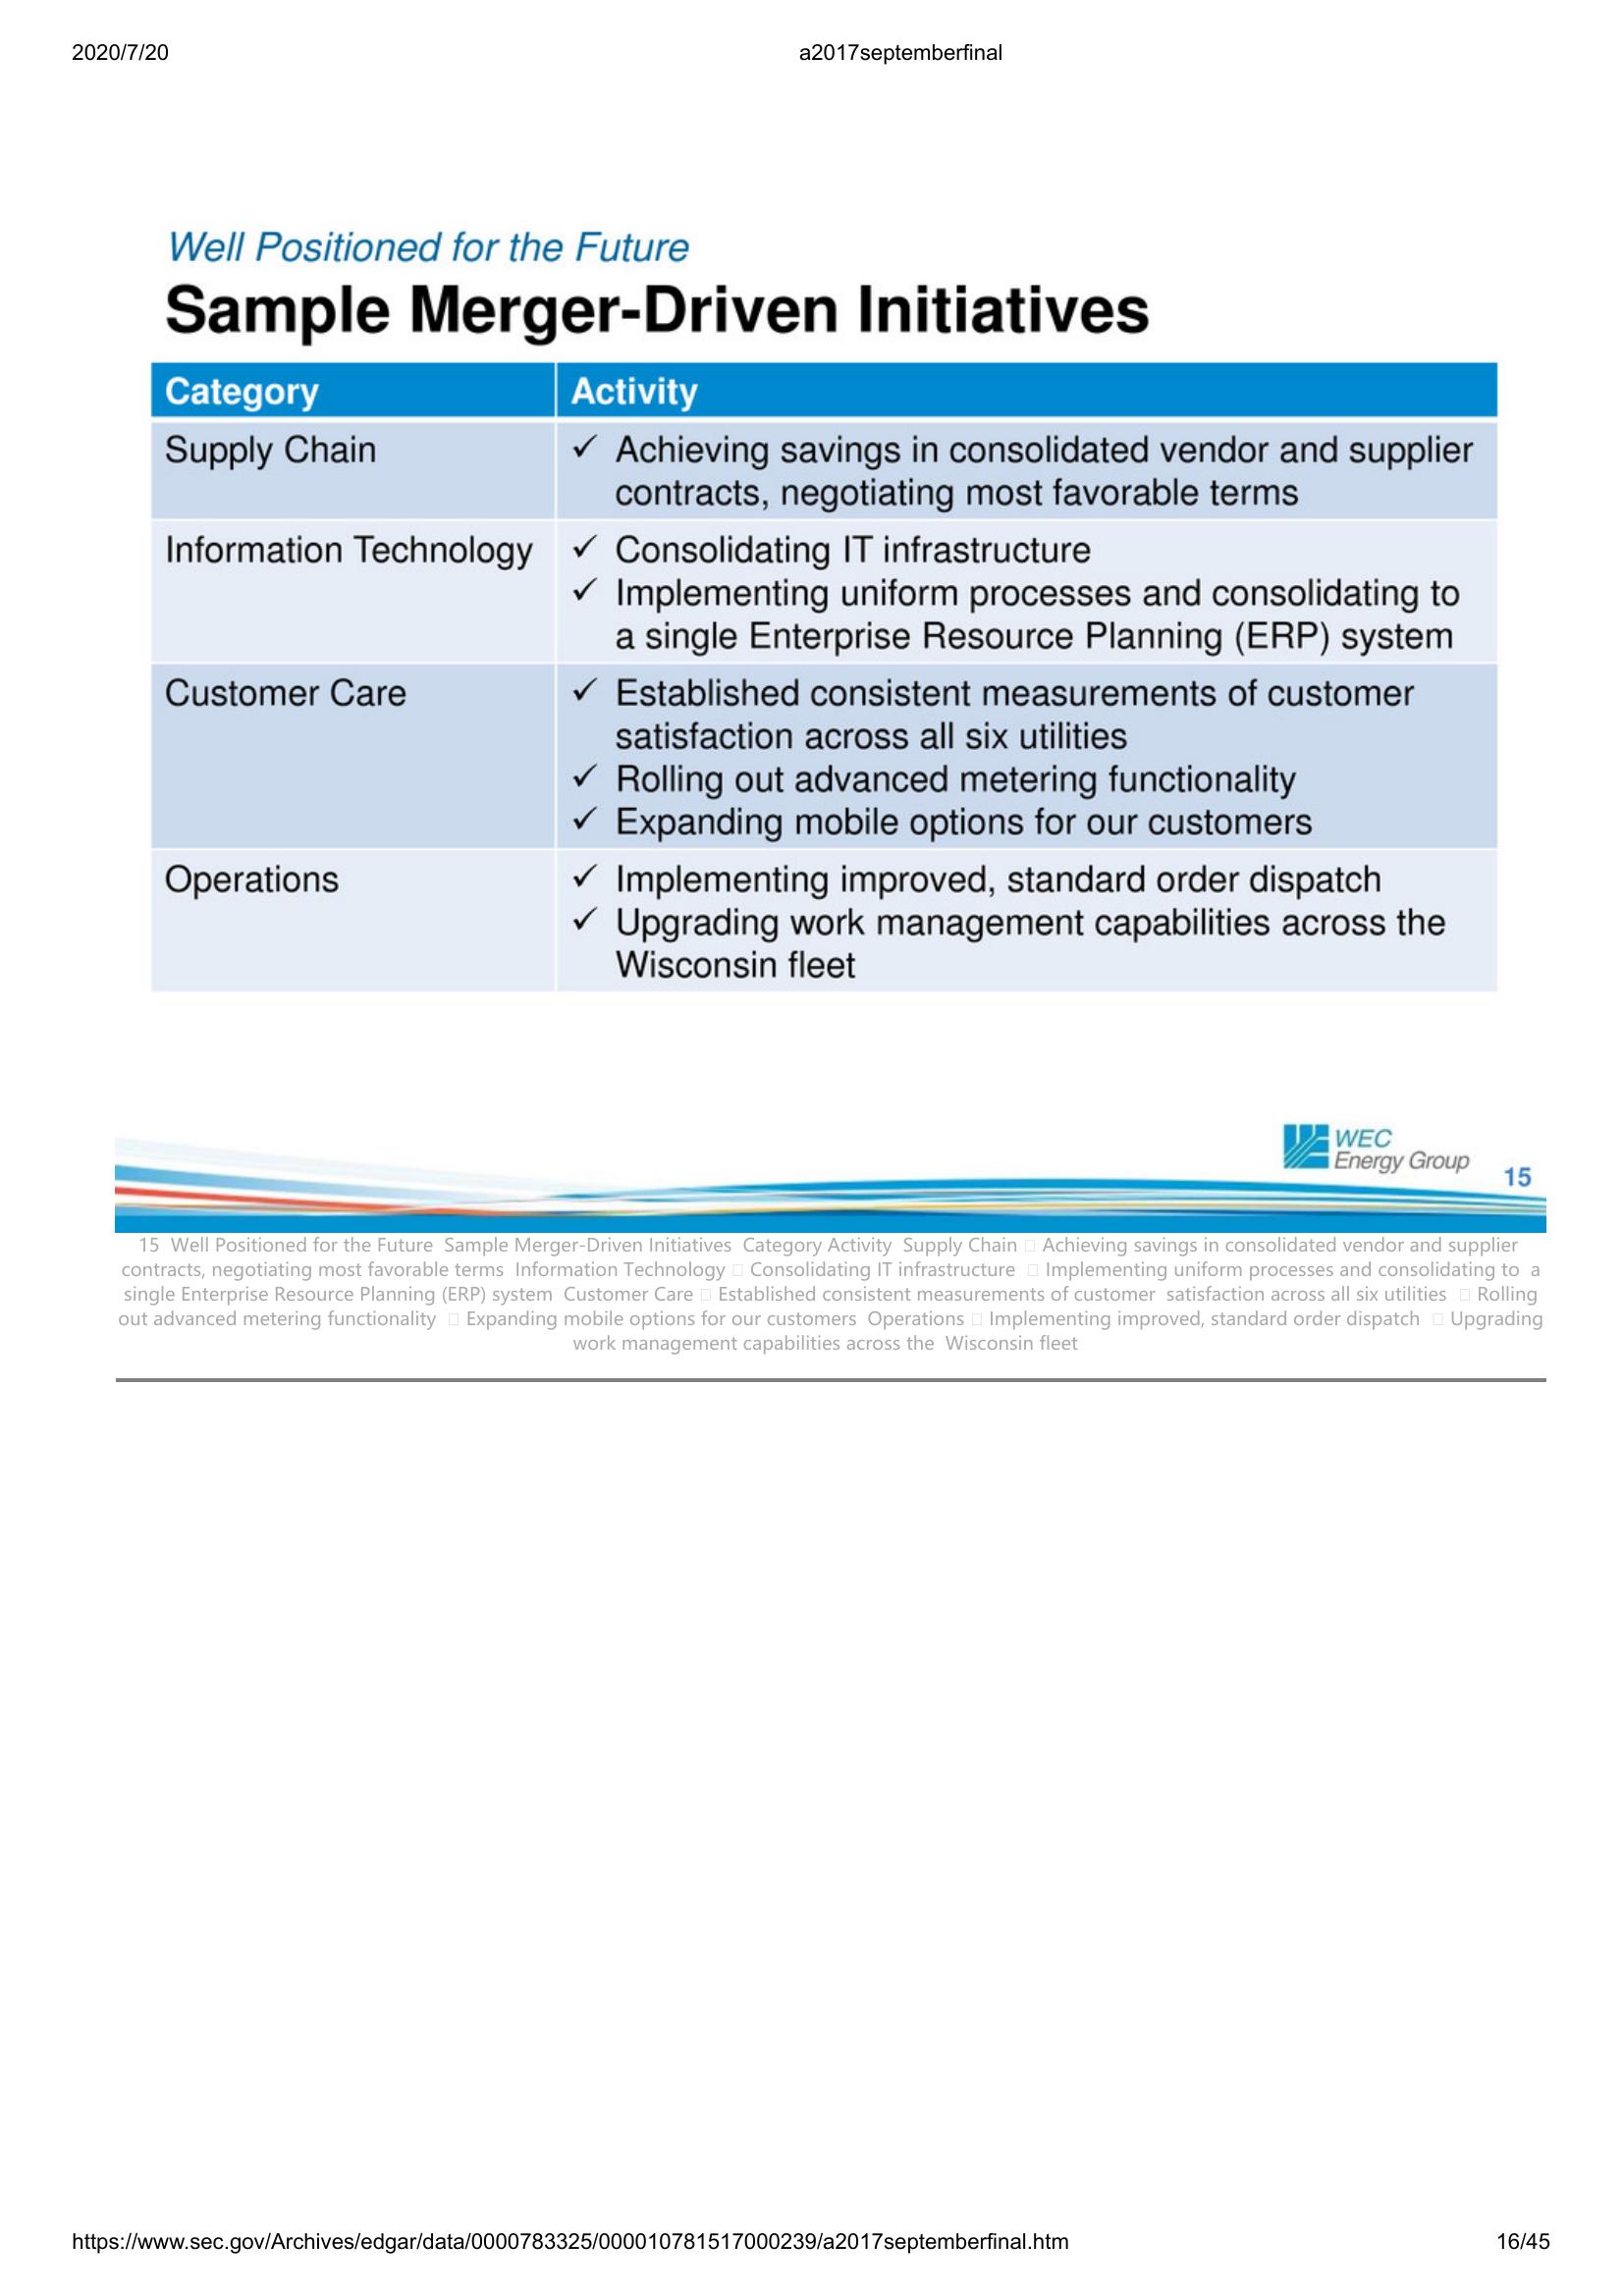 2020/7/20 a2017septemberfinal
Well Positioned for the Future
Sample Merger-Driven Initiatives
Category Activity
Supply Chain ✓ Achieving savings in consolidated vendor and supplier
contracts, negotiating most favorable terms
Information Technology ✓ Consolidating IT infrastructure
✓ Implementing uniform processes and consolidating to
a single Enterprise Resource Planning (ERP) system
Customer Care ✓ Established consistent measurements of customer
satisfaction across all six utilities
✓ Rolling out advanced metering functionality
✓ Expanding mobile options for our customers
Operations ✓ Implementing improved, standard order dispatch
✓ Upgrading work management capabilities across the
Wisconsin fleet
WEC
Energy Group
15
15 Well Positioned for the Future Sample Merger-Driven Initiatives Category Activity Supply Chain □ Achieving savings in consolidated vendor and supplier
contracts, negotiating most favorable terms Information Technology □ Consolidating IT infrastructure □ Implementing uniform processes and consolidating to a
single Enterprise Resource Planning (ERP) system Customer Care □ Established consistent measurements of customer satisfaction across all six utilities □ Rolling
out advanced metering functionality □ Expanding mobile options for our customers Operations □ Implementing improved, standard order dispatch □ Upgrading
work management capabilities across the Wisconsin fleet
https://www.sec.gov/Archives/edgar/data/0000783325/000010781517000239/a2017septemberfinal.htm 16/45